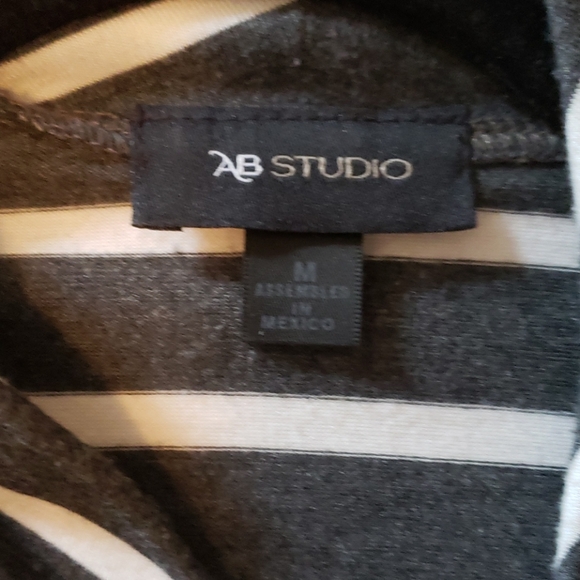 AB STUDIO
M
ASSEMBLED
IN
MEXICO